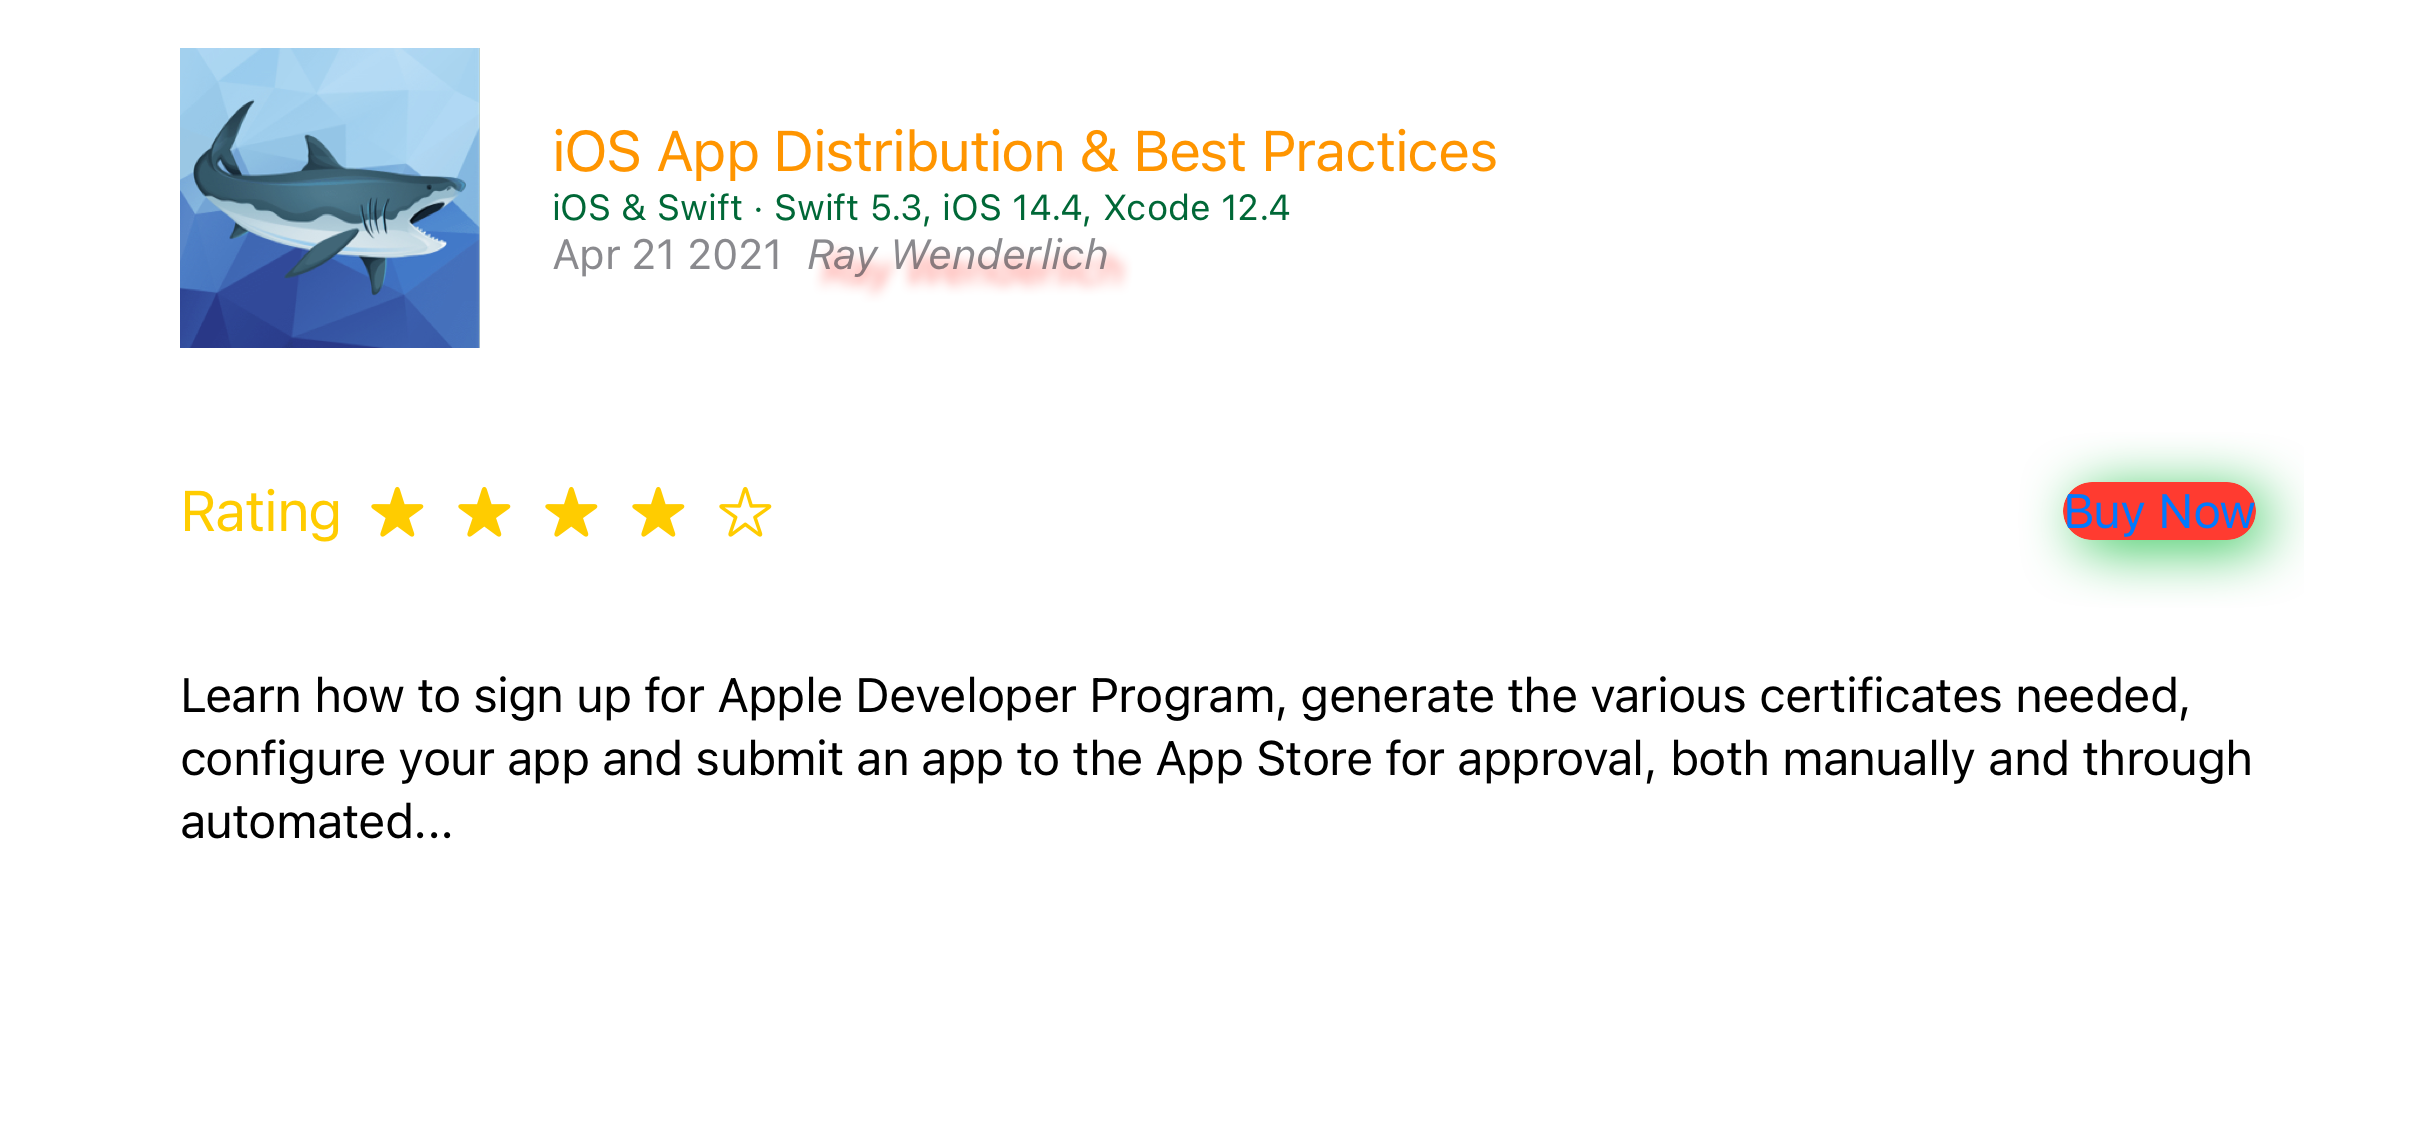 iOS App Distribution & Best Practices
iOS & Swift · Swift 5.3, iOS 14.4, Xcode 12.4
Apr 21 2021 Ray Wenderlich
Rating
Buy Now
Learn how to sign up for Apple Developer Program, generate the various certificates needed,
configure your app and submit an app to the App Store for approval, both manually and through
automated...